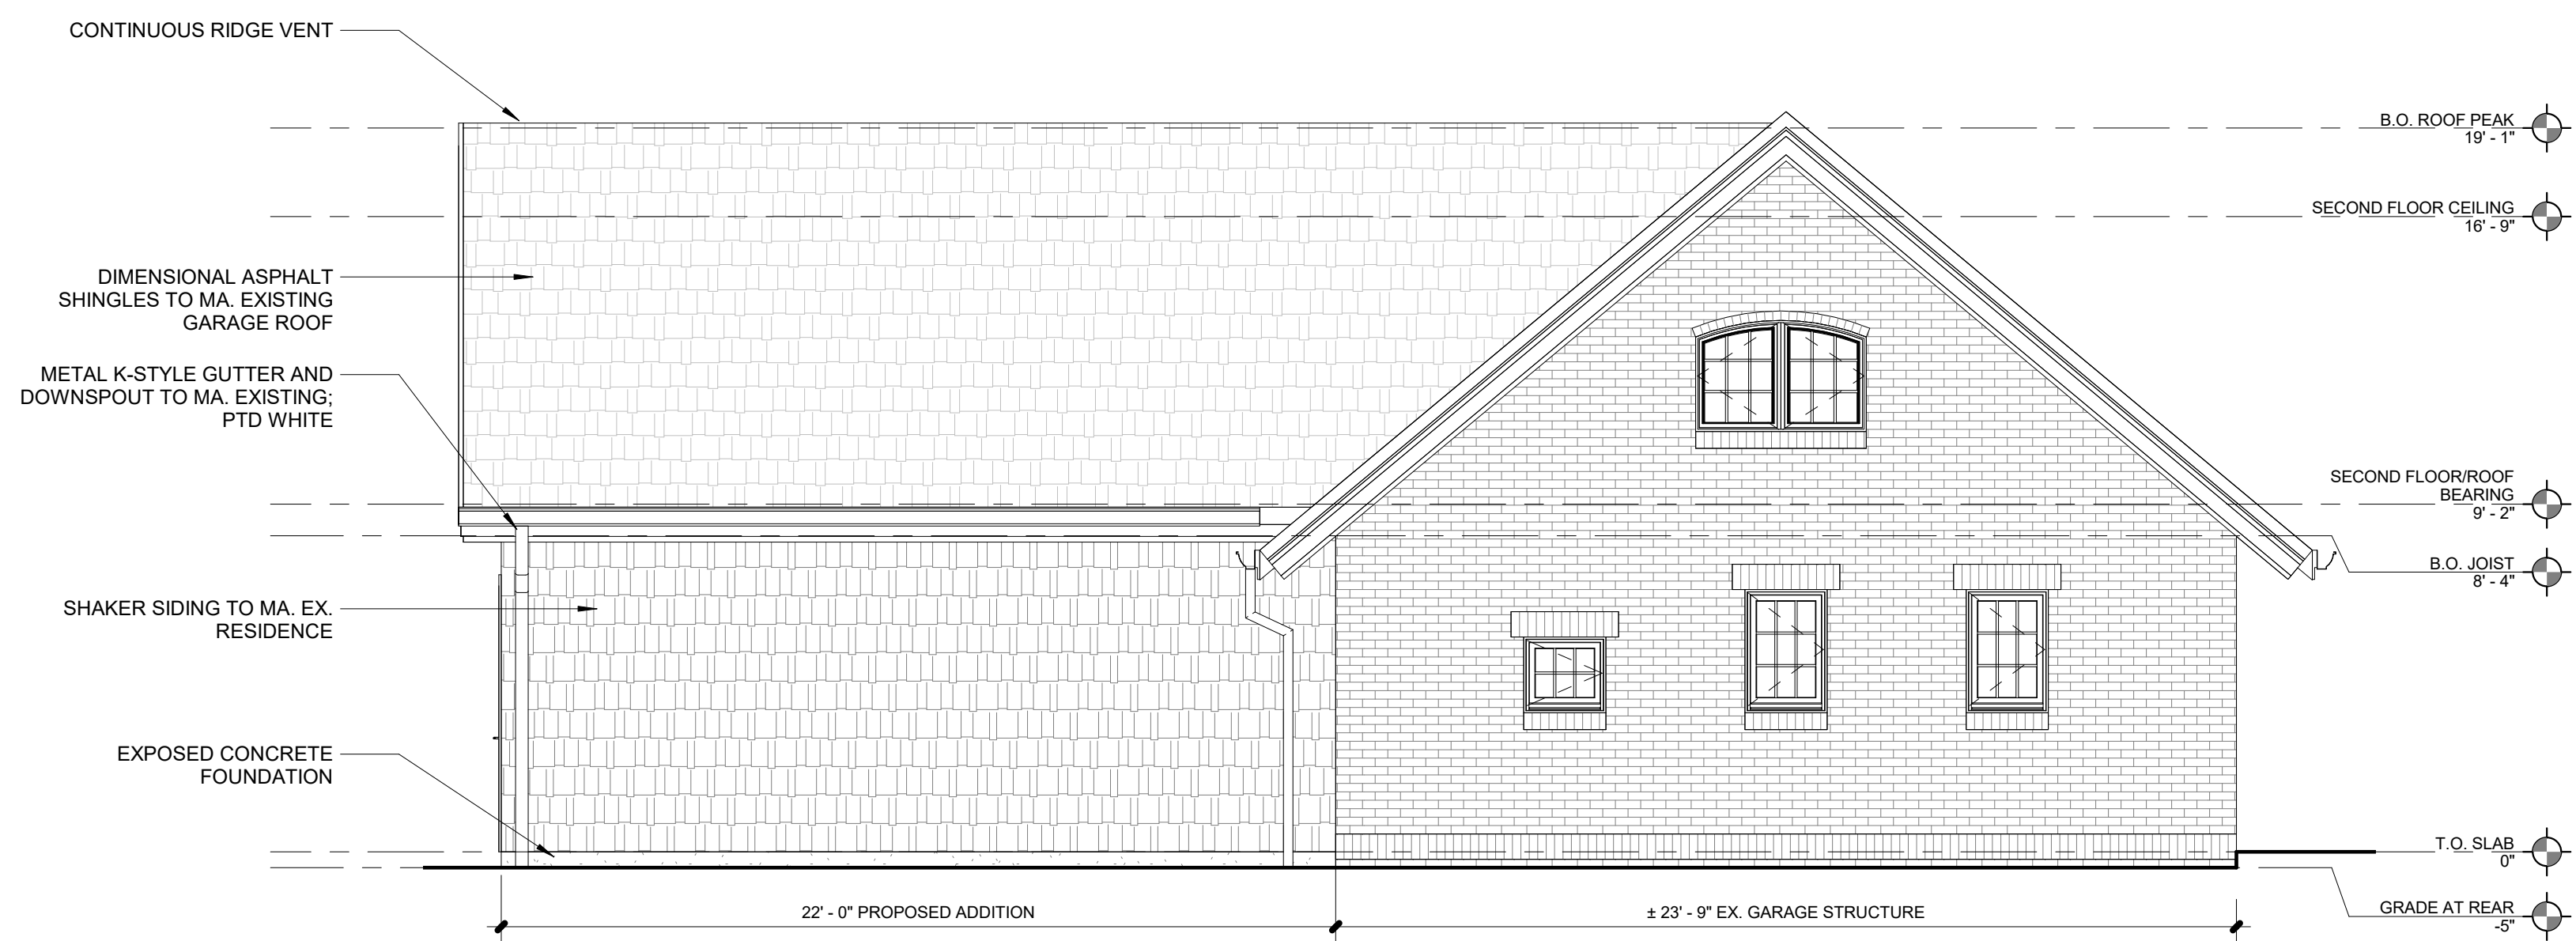 CONTINUOUS RIDGE VENT
DIMENSIONAL ASPHALT
SHINGLES TO MA. EXISTING
GARAGE ROOF
METAL K-STYLE GUTTER AND
DOWNSPOUT TO MA. EXISTING;
PTD WHITE
SHAKER SIDING TO MA. EX.
RESIDENCE
EXPOSED CONCRETE
FOUNDATION
B.O. ROOF PEAK
19' - 1"
SECOND FLOOR CEILING
16' - 9"
SECOND FLOOR/ROOF
BEARING
9' - 2"
B.O. JOIST
8' - 4"
T.O. SLAB
0"
GRADE AT REAR
-5"
22' - 0" PROPOSED ADDITION
± 23' - 9" EX. GARAGE STRUCTURE